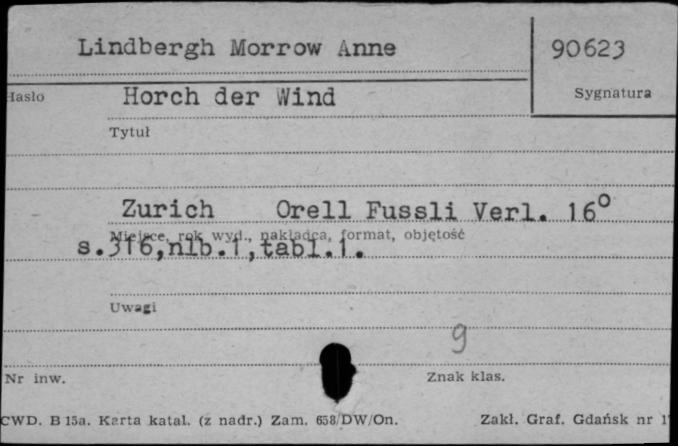 Lindbergh Morrow Anne
90623
Hasło
Horch der Wind
Sygnatura
Tytuł
Zurich Orell Fussli Verl. 16°
Miejsce, rok wyd., nakładca, format, objętość
s.316,nlb.1,tabl.1.
Uwagi
9
Nr inw.
Znak klas.
CWD. B 15a. Karta katal. (z nadr.) Zam. 658/DW/On.
Zakł. Graf. Gdańsk nr